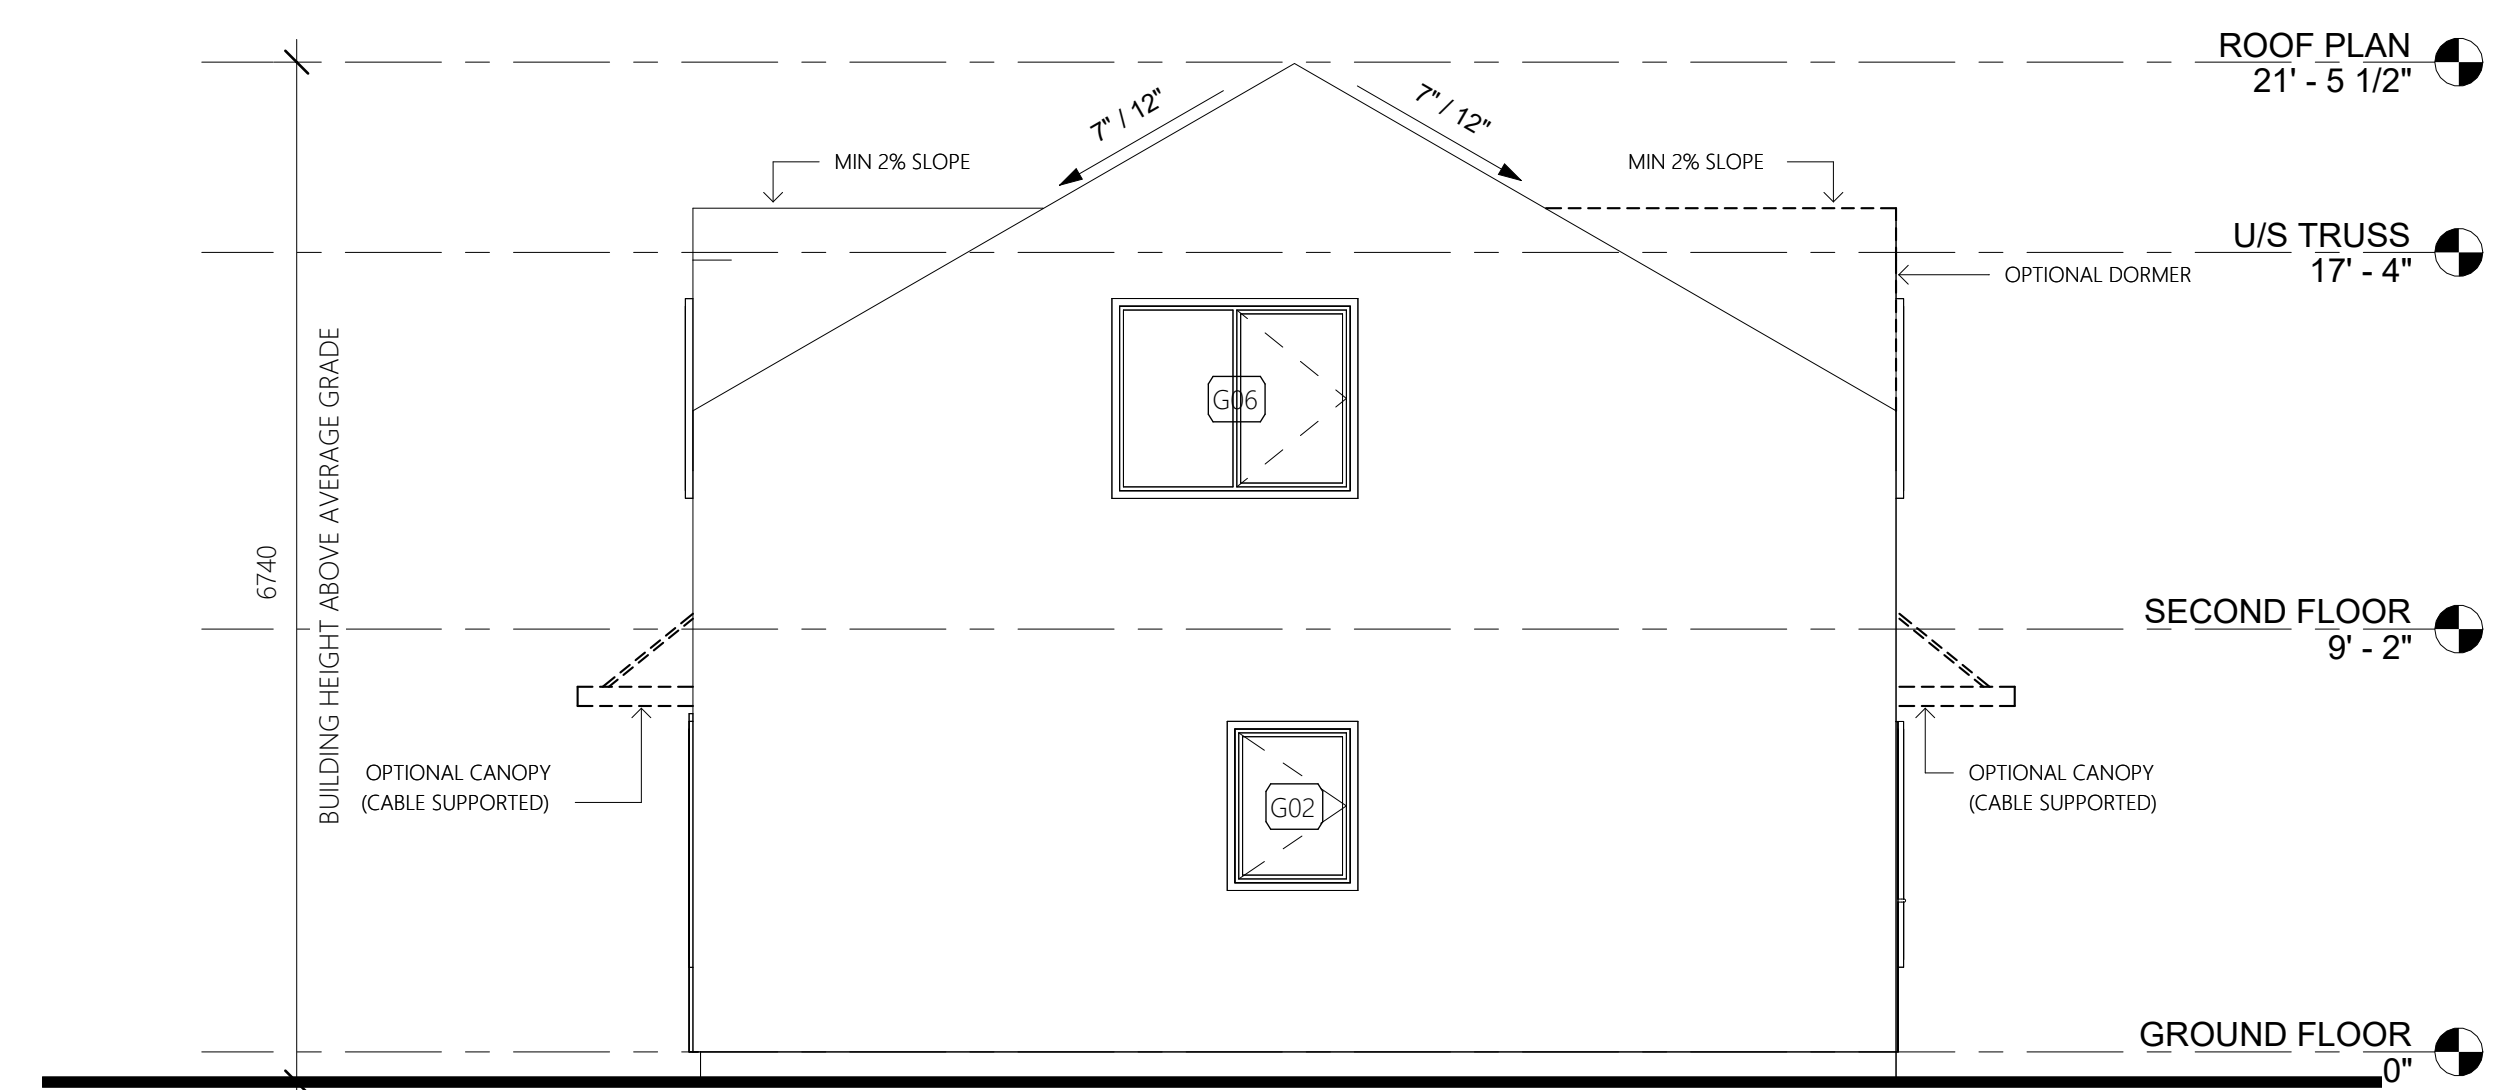 ROOF PLAN
21' - 5 1/2"
7" / 12"
7" / 12"
MIN 2% SLOPE
MIN 2% SLOPE
U/S TRUSS
17' - 4"
OPTIONAL DORMER
G06
BUILDING HEIGHT ABOVE AVERAGE GRADE
6740
SECOND FLOOR
9' - 2"
OPTIONAL CANOPY
(CABLE SUPPORTED)
G02
OPTIONAL CANOPY
(CABLE SUPPORTED)
GROUND FLOOR
0"